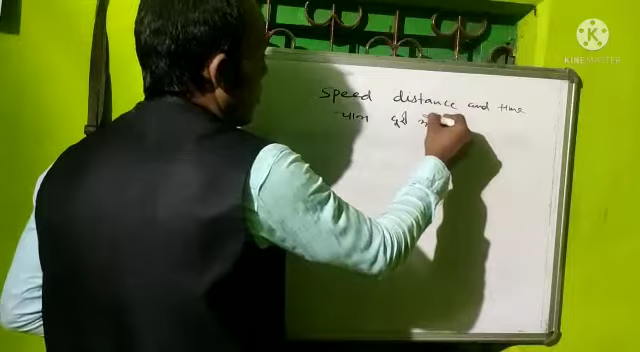 speed distance and time
चाल दूरी
KINEMASTER